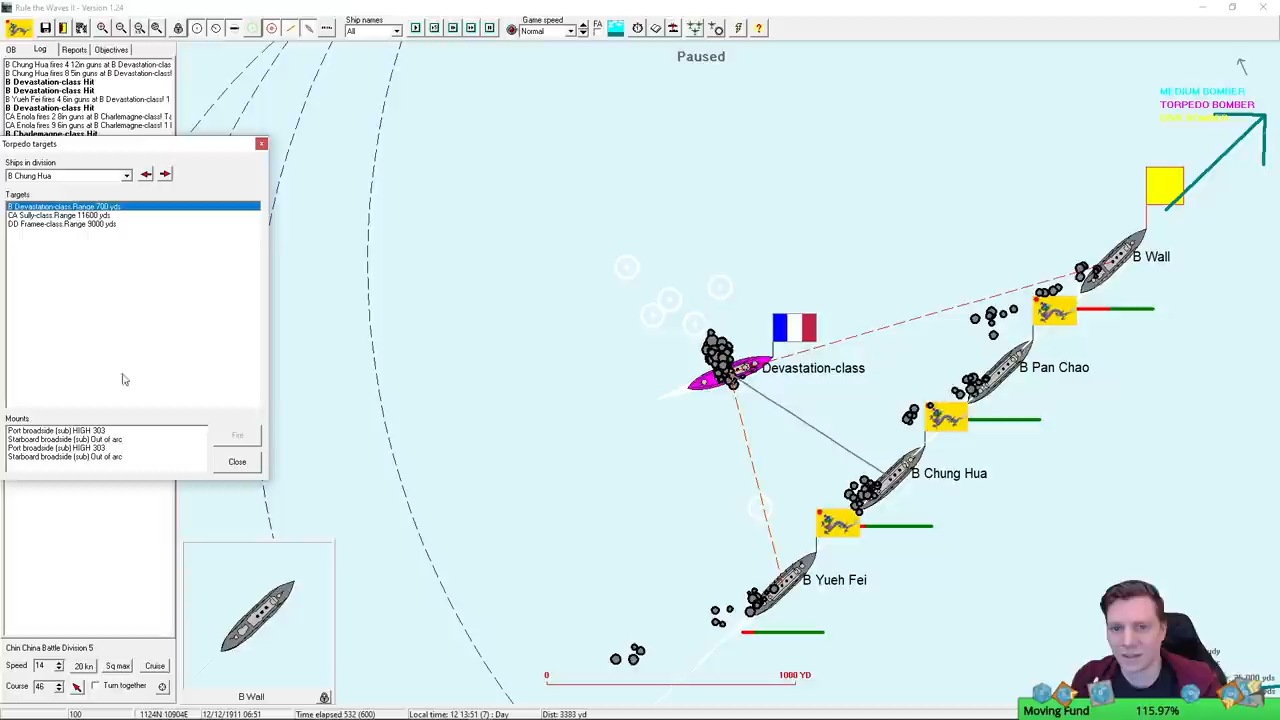 Rule the Waves II - Version 1.24
Ship names
All
Game speed
Normal
FA
OB
Log
Reports
Objectives
Paused
B Chung Hua fires 4 12in guns at B Devastation-clas
B Chung Hua fires 8 5in guns at B Devastation-class!
B Devastation-class Hit
B Devastation-class Hit
B Yueh Fei fires 4 6in guns at B Devastation-class! 1
B Devastation-class Hit
CA Enola fires 2 8in guns at B Charlemagne-class! Ta
CA Enola fires 9 6in guns at B Charlemagne-class! 1
B Charlemagne-class Hit
MEDIUM BOMBER
TORPEDO BOMBER
Torpedo targets
Ships in division
B Chung Hua
Targets
B Devastation-class.Range 700 yds
CA Sully-class.Range 11600 yds
DD Framee-class.Range 9000 yds
Mounts
Port broadside (sub) HIGH 303
Starboard broadside (sub) Out of arc
Port broadside (sub) HIGH 303
Starboard broadside (sub) Out of arc
Fire
Close
B Wall
B Pan Chao
B Devastation-class
B Chung Hua
B Yueh Fei
B Wall
0
1000 YD
Chin China Battle Division 5
Speed
14
20 kn
Sq max
Cruise
Course
46
Turn together
100
1124N 10904E
12/12/1911 06:51
Time elapsed 532 (600)
Local time: 12 13:51 (7) : Day
Dist: 3383 yd
Moving Fund
115.97%